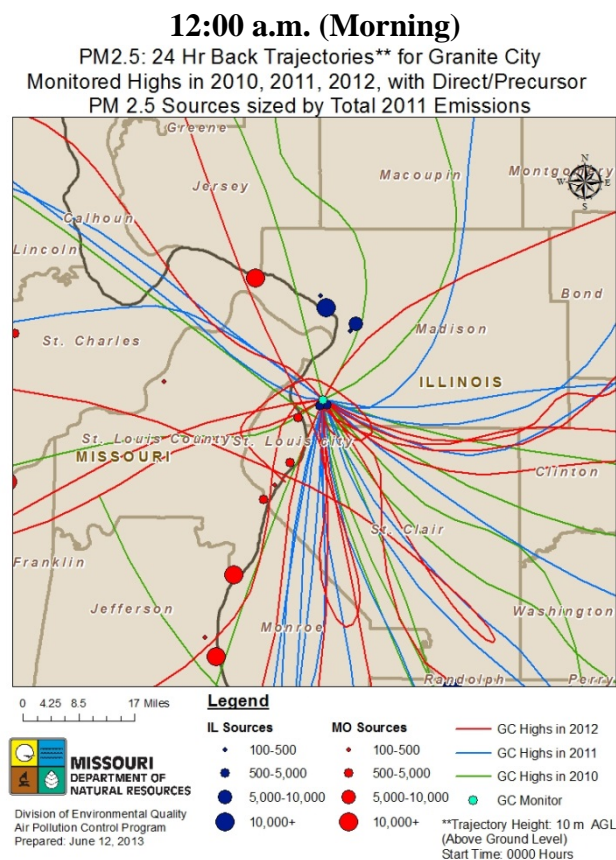 12:00 a.m. (Morning)
PM2.5: 24 Hr Back Trajectories** for Granite City
Monitored Highs in 2010, 2011, 2012, with Direct/Precursor
PM 2.5 Sources sized by Total 2011 Emissions
Greene
Macoupin
Montgomery
Jersey
N
W
E
S
Calhoun
Lincoln
Bond
Madison
St. Charles
ILLINOIS
St. Louis County
St. Louis City
MISSOURI
Clinton
St. Clair
Franklin
Jefferson
Washington
Monroe
Randolph
Perry
0 4.25 8.5 17 Miles
Legend
IL Sources
100-500
500-5,000
5,000-10,000
10,000+
MO Sources
100-500
500-5,000
5,000-10,000
10,000+
GC Highs in 2012
GC Highs in 2011
GC Highs in 2010
GC Monitor
**Trajectory Height: 10 m AGL
(Above Ground Level)
Start Time: 0000 Hours
MISSOURI
DEPARTMENT OF
NATURAL RESOURCES
Division of Environmental Quality
Air Pollution Control Program
Prepared: June 12, 2013